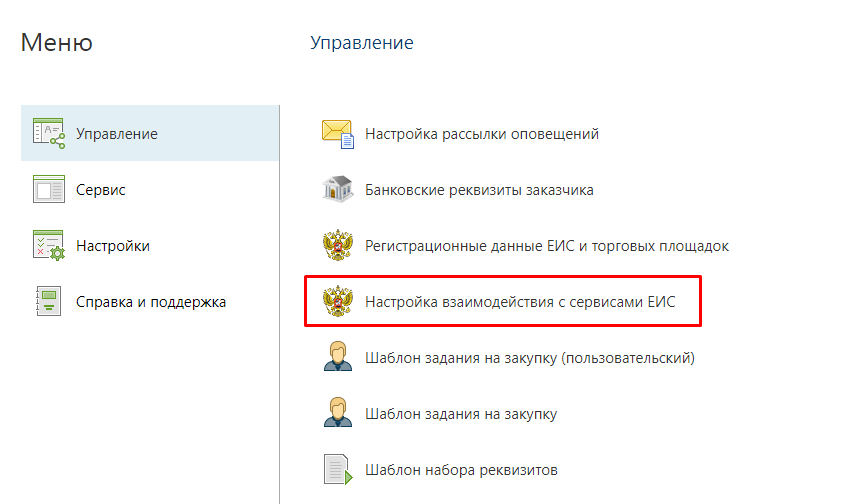 Меню
Управление
Управление
Сервис
Настройки
Справка и поддержка
Настройка рассылки оповещений
Банковские реквизиты заказчика
Регистрационные данные ЕИС и торговых площадок
Настройка взаимодействия с сервисами ЕИС
Шаблон задания на закупку (пользовательский)
Шаблон задания на закупку
Шаблон набора реквизитов